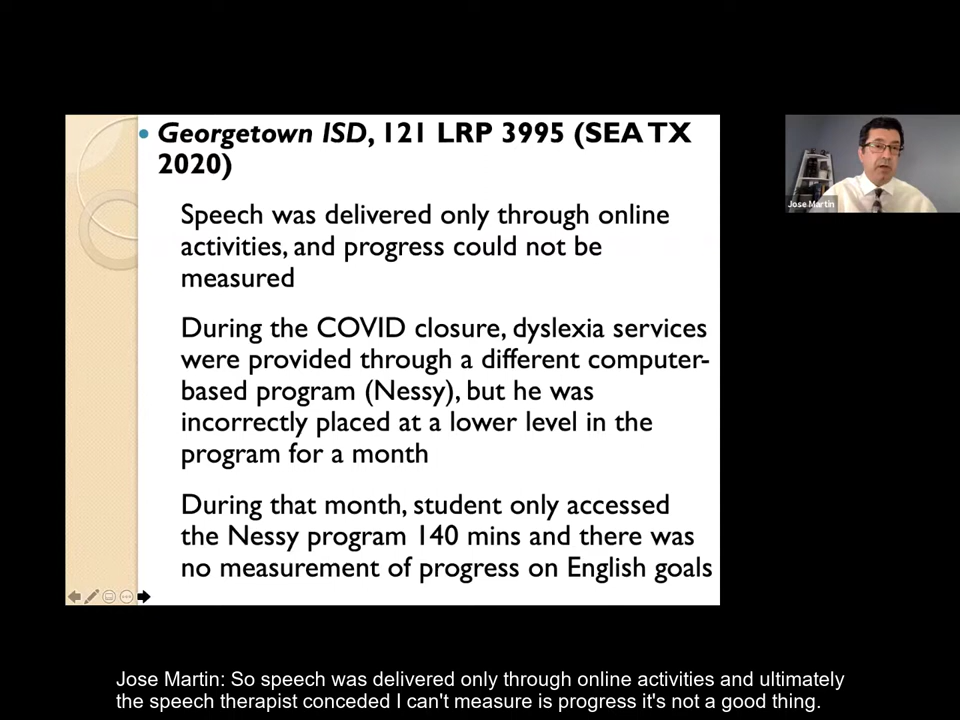 Georgetown ISD, 121 LRP 3995 (SEA TX
2020)
Speech was delivered only through online
activities, and progress could not be
measured
During the COVID closure, dyslexia services
were provided through a different computer-
based program (Nessy), but he was
incorrectly placed at a lower level in the
program for a month
During that month, student only accessed
the Nessy program 140 mins and there was
no measurement of progress on English goals
Jose Martin
Jose Martin: So speech was delivered only through online activities and ultimately
the speech therapist conceded I can't measure is progress it's not a good thing.